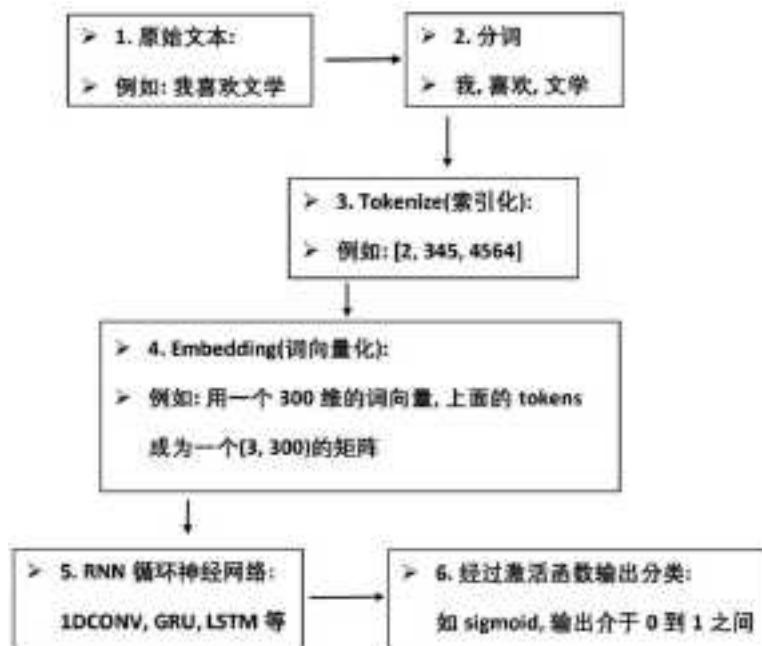 ➢ 1. 原始文本:
➢ 例如: 我喜欢文学
➢ 2. 分词
➢ 我, 喜欢, 文学
➢ 3. Tokenize(索引化):
➢ 例如: [2, 345, 4564]
➢ 4. Embedding(词向量化):
➢ 例如: 用一个 300 维的词向量, 上面的 tokens
成为一个(3, 300)的矩阵
➢ 5. RNN 循环神经网络:
1DCONV, GRU, LSTM 等
➢ 6. 经过激活函数输出分类:
如 sigmoid, 输出介于 0 到 1 之间